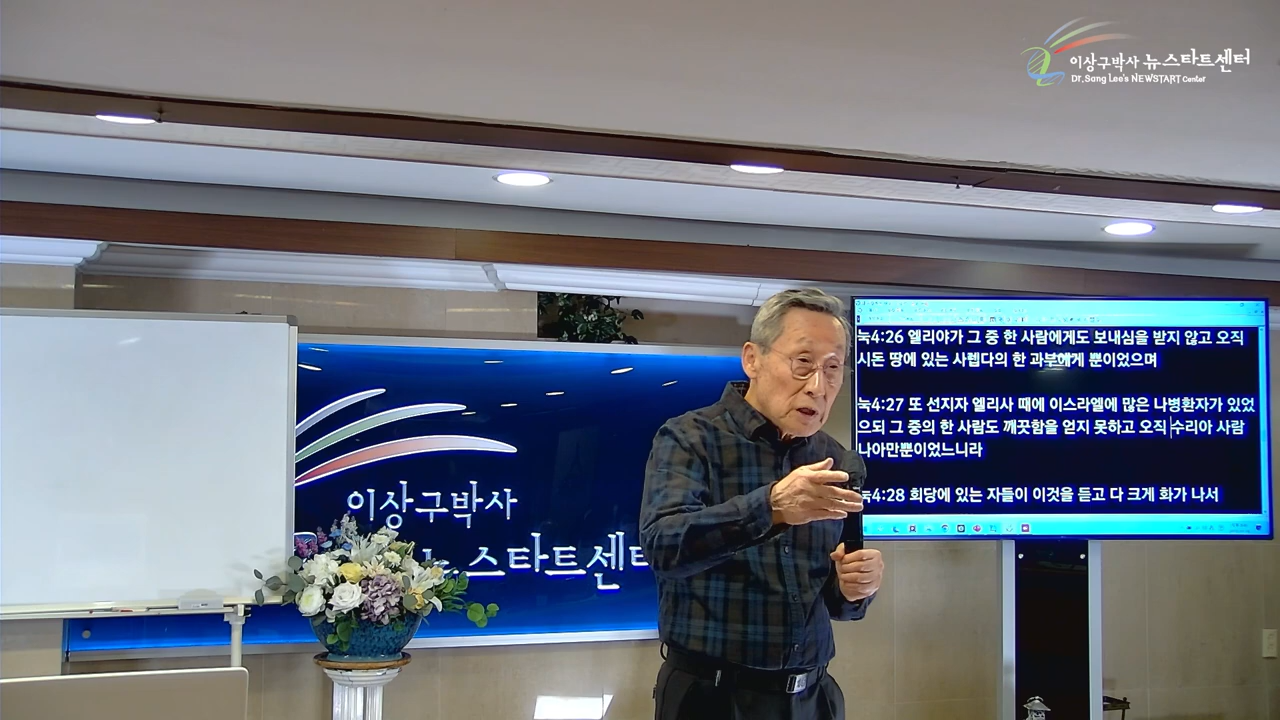 이상구박사 뉴스타트센터
Dr. Sang Lee's NEWSTART Center
눅4:26 엘리야가 그 중 한 사람에게도 보내심을 받지 않고 오직
시돈 땅에 있는 사렙다의 한 과부에게 뿐이었으며
눅4:27 또 선지자 엘리사 때에 이스라엘에 많은 나병환자가 있었
으되 그 중의 한 사람도 깨끗함을 얻지 못하고 오직 수리아 사람
나아만뿐이었느니라
눅4:28 회당에 있는 자들이 이것을 듣고 다 크게 화가 나서
이상구박사
뉴스타트센터